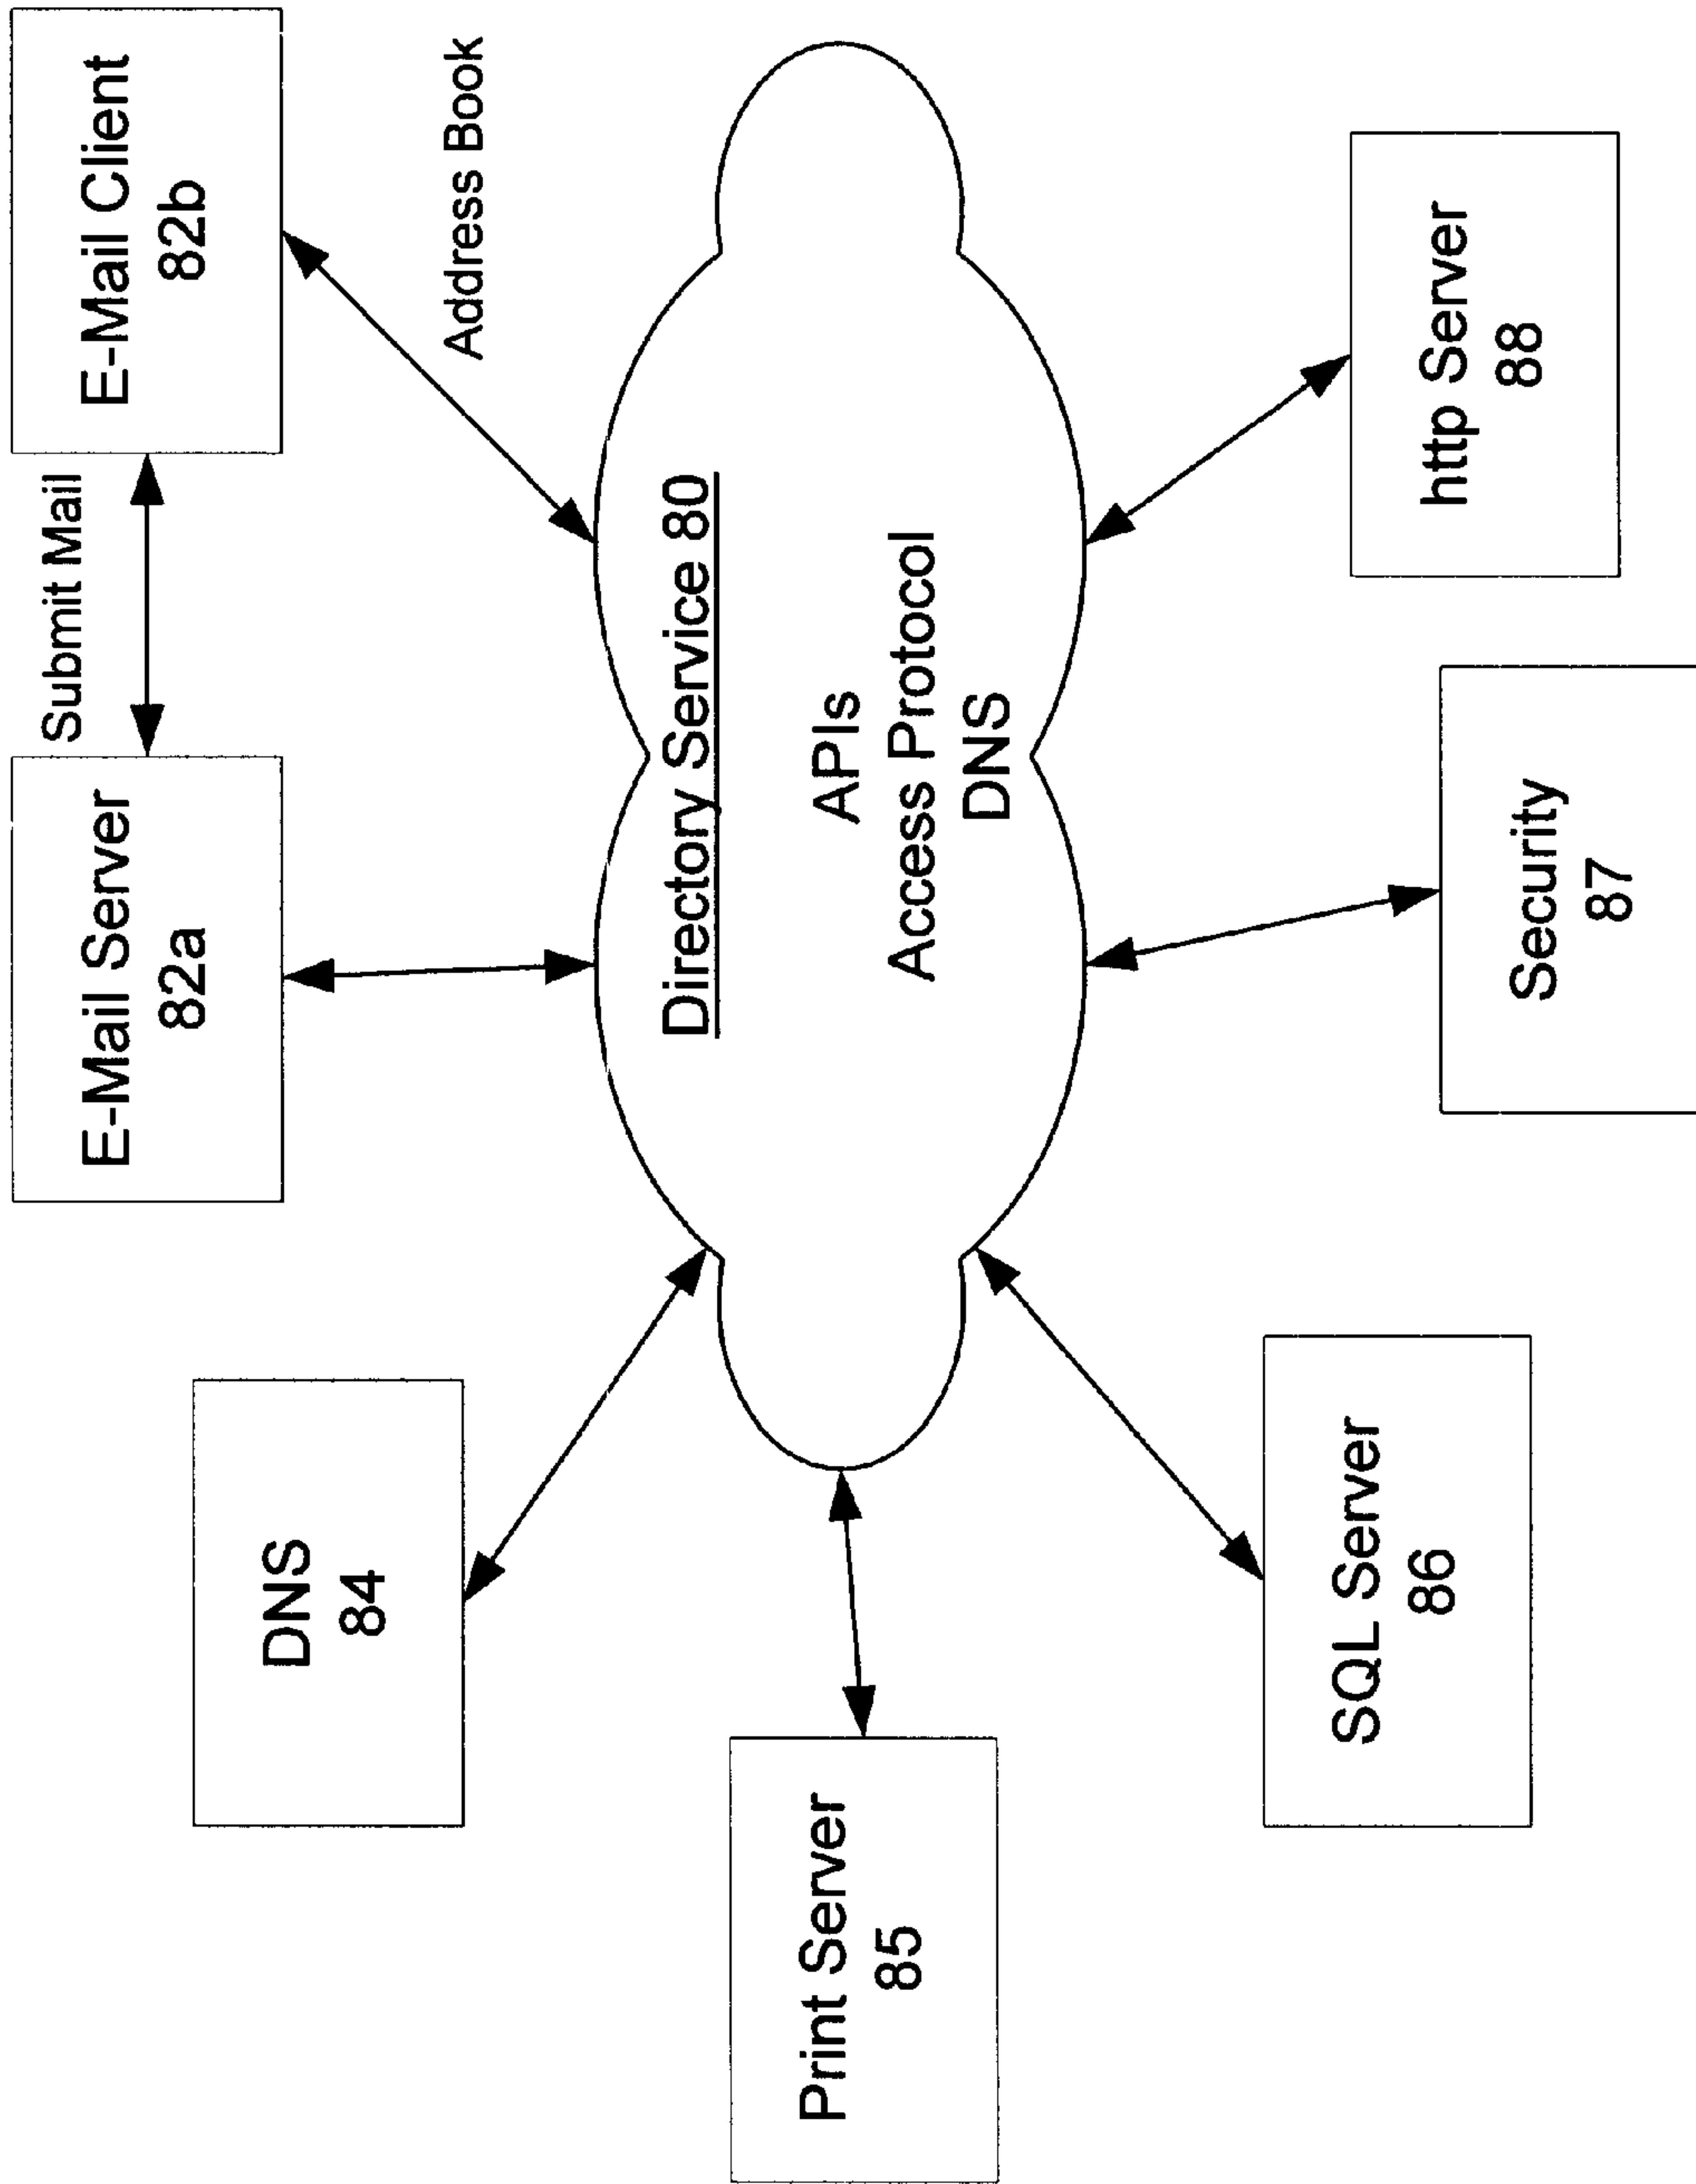 Submit Mail
E-Mail Server
82a
E-Mail Client
82b
Address Book
DNS
84
Directory Service 80
APIs
Access Protocol
DNS
Print Server
85
SQL Server
86
Security
87
http Server
88